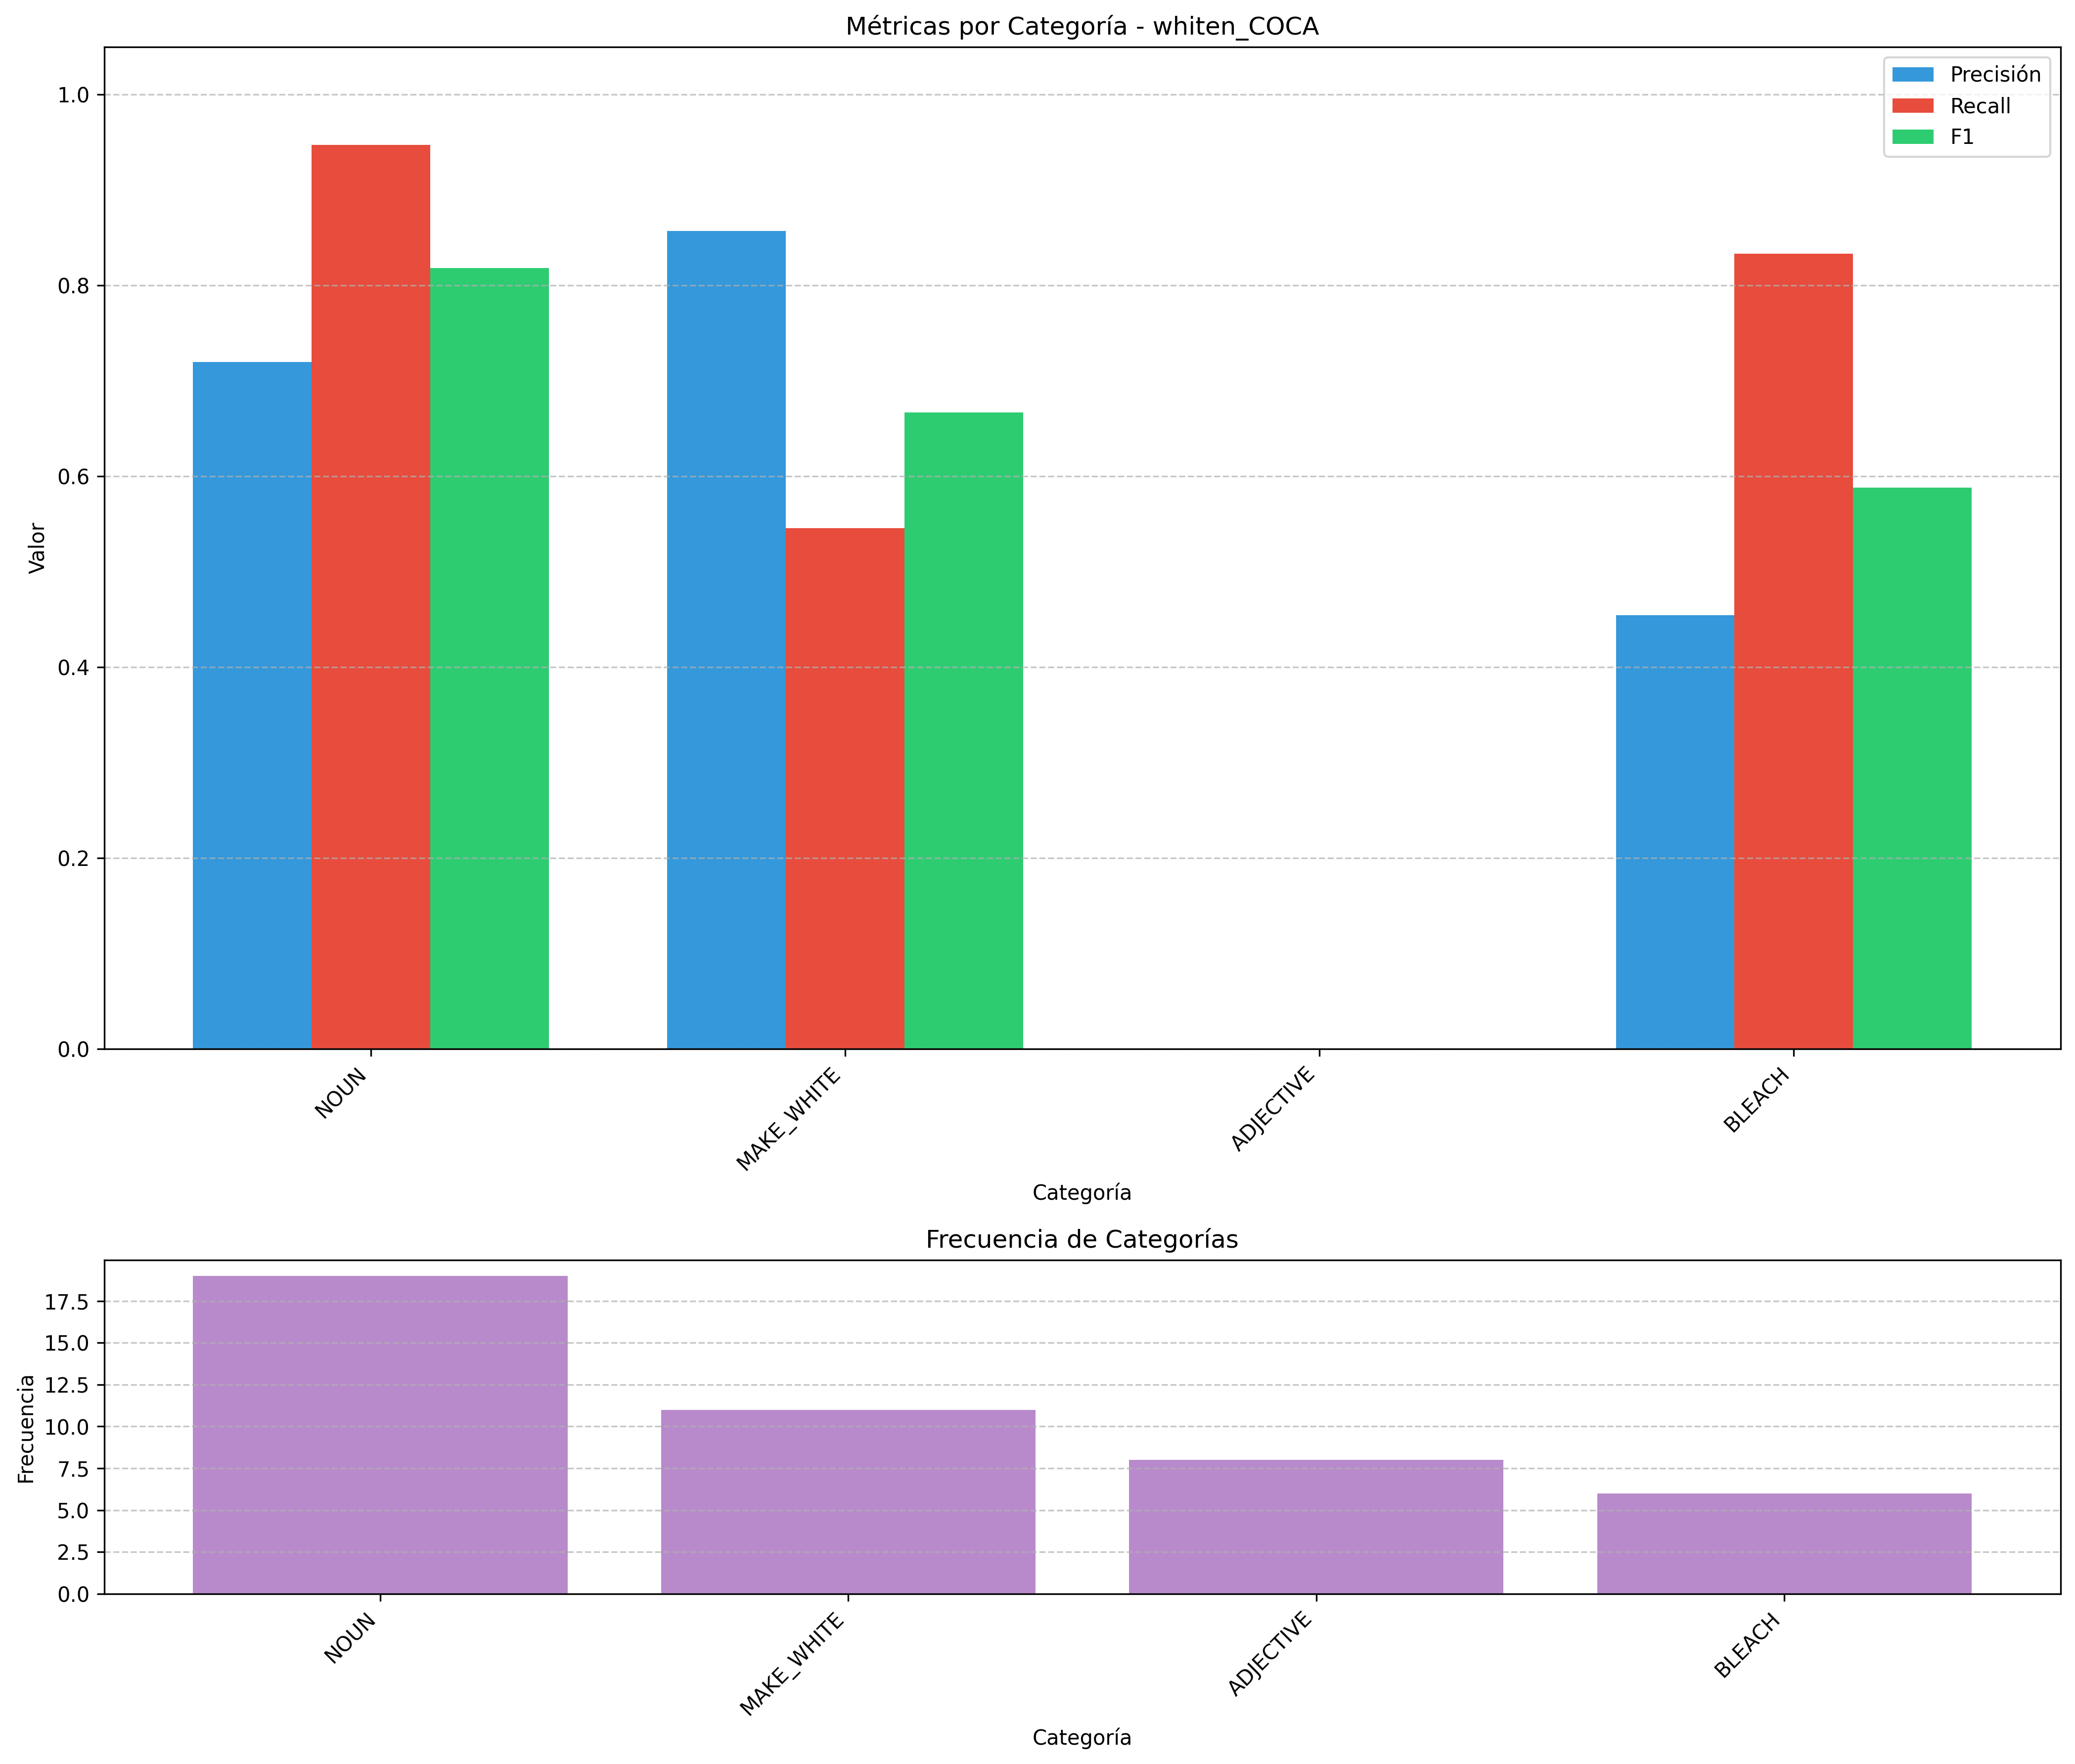 Métricas por Categoría - whiten_COCA
Precisión
Recall
F1
1.0
0.8
0.6
0.4
0.2
0.0
Valor
NOUN
MAKE_WHITE
ADJECTIVE
BLEACH
Categoría
Frecuencia de Categorías
17.5
15.0
12.5
10.0
7.5
5.0
2.5
0.0
Frecuencia
NOUN
MAKE_WHITE
ADJECTIVE
BLEACH
Categoría